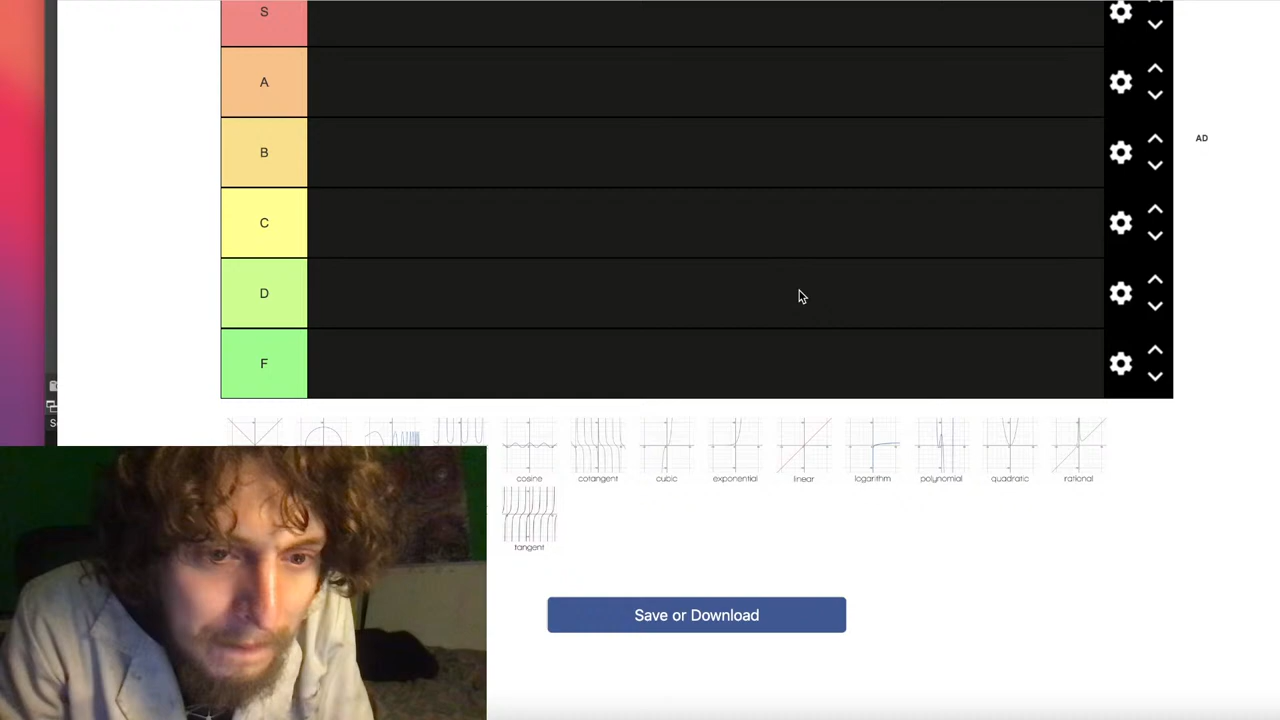 S
A
AD
B
C
D
F
S
cosine cotangent cubic exponential linear logarithm polynomial quadratic rational
tangent
Save or Download